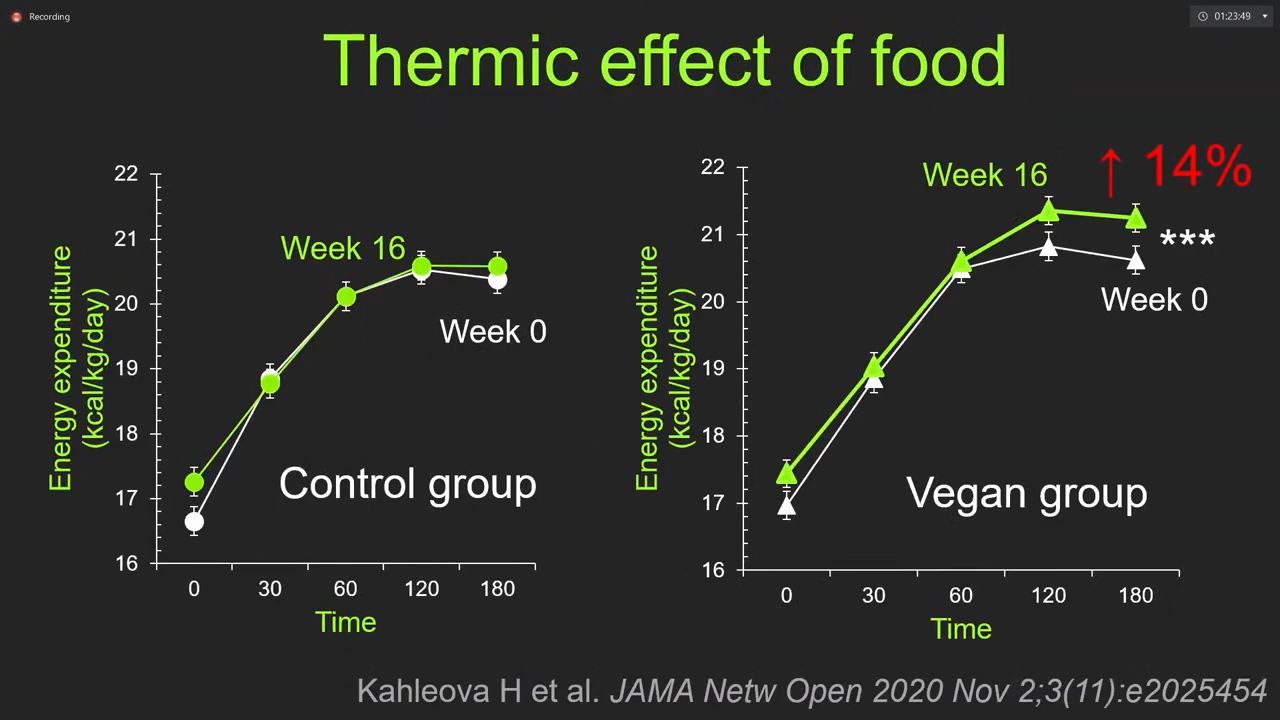 Recording
01:23:49
Thermic effect of food
22
21
20
19
18
17
16
Energy expenditure
(kcal/kg/day)
Week 16
Week 0
Control group
0 30 60 120 180
Time
22
21
20
19
18
17
16
Energy expenditure
(kcal/kg/day)
Week 16
↑ 14%
***
Week 0
Vegan group
0 30 60 120 180
Time
Kahleova H et al. JAMA Netw Open 2020 Nov 2;3(11):e2025454